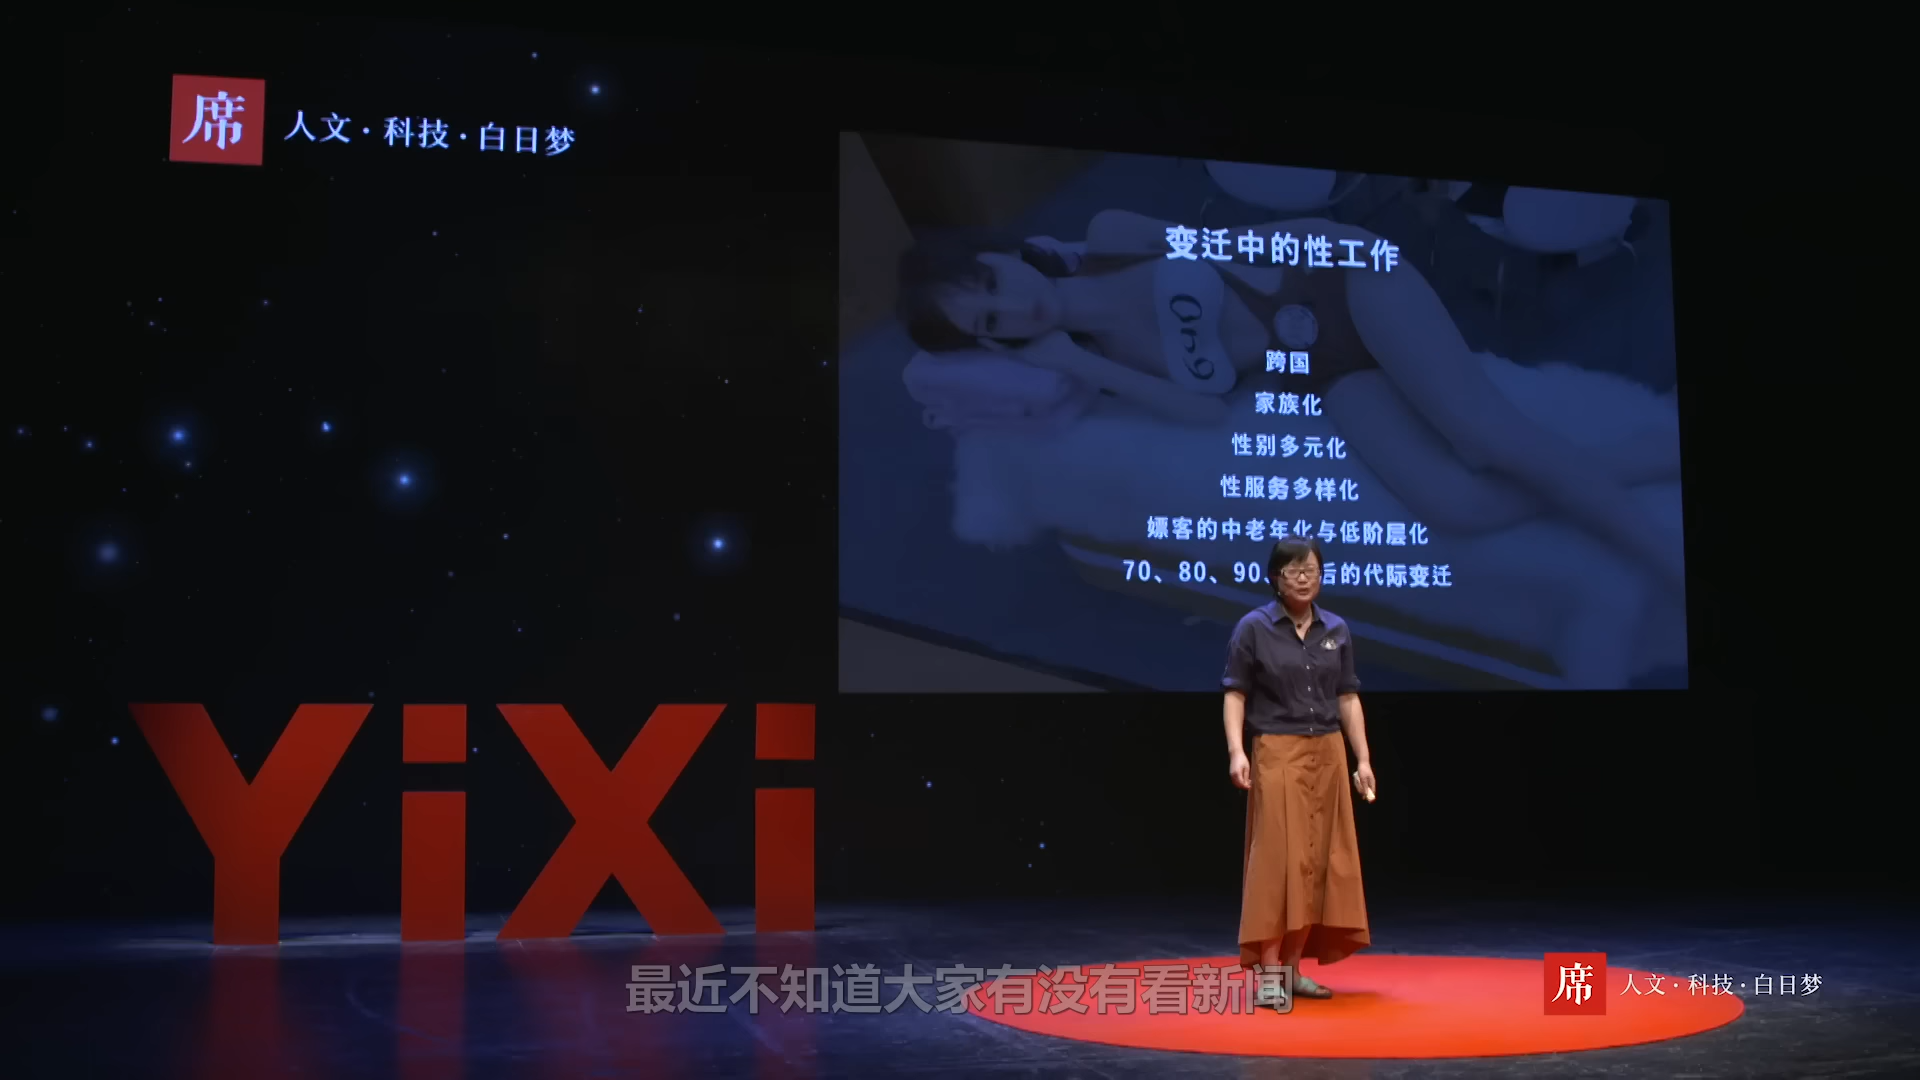 席
人文·科技·白日梦
变迁中的性工作
Ong
跨国
家族化
性别多元化
性服务多样化
嫖客的中老年化与低阶层化
70、80、90、后的代际变迁
YiXi
最近不知道大家有没有看新闻
席
人文·科技·白日梦